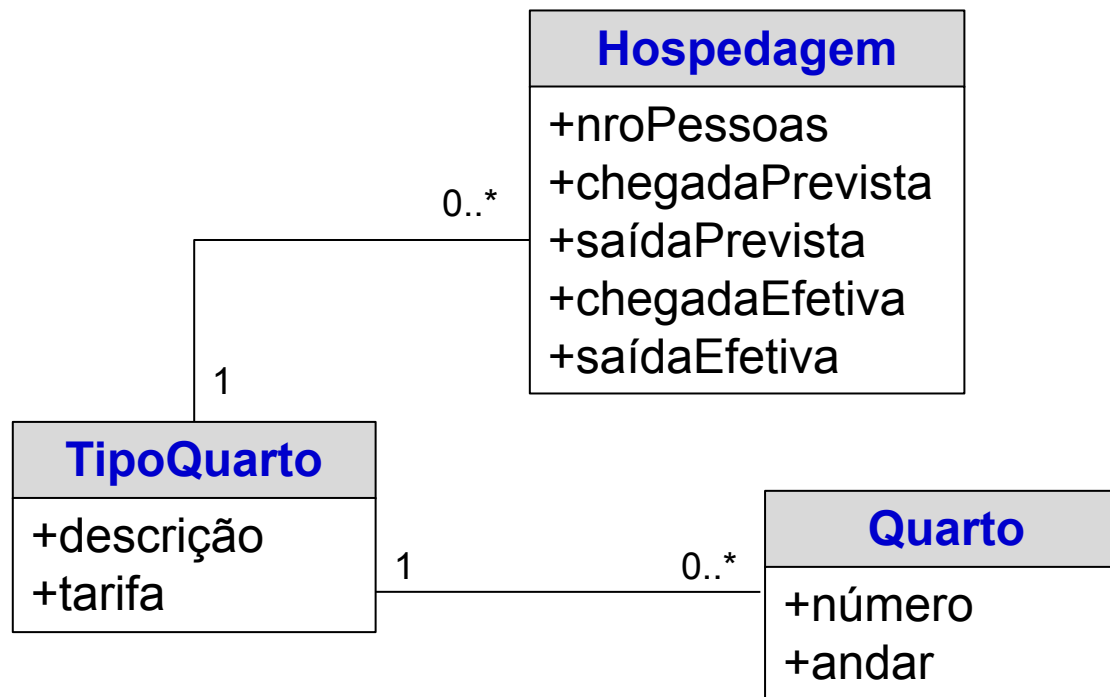 Hospedagem
+nroPessoas
+chegadaPrevista
+saídaPrevista
+chegadaEfetiva
+saídaEfetiva
0..*
1
TipoQuarto
+descrição
+tarifa
1
0..*
Quarto
+número
+andar